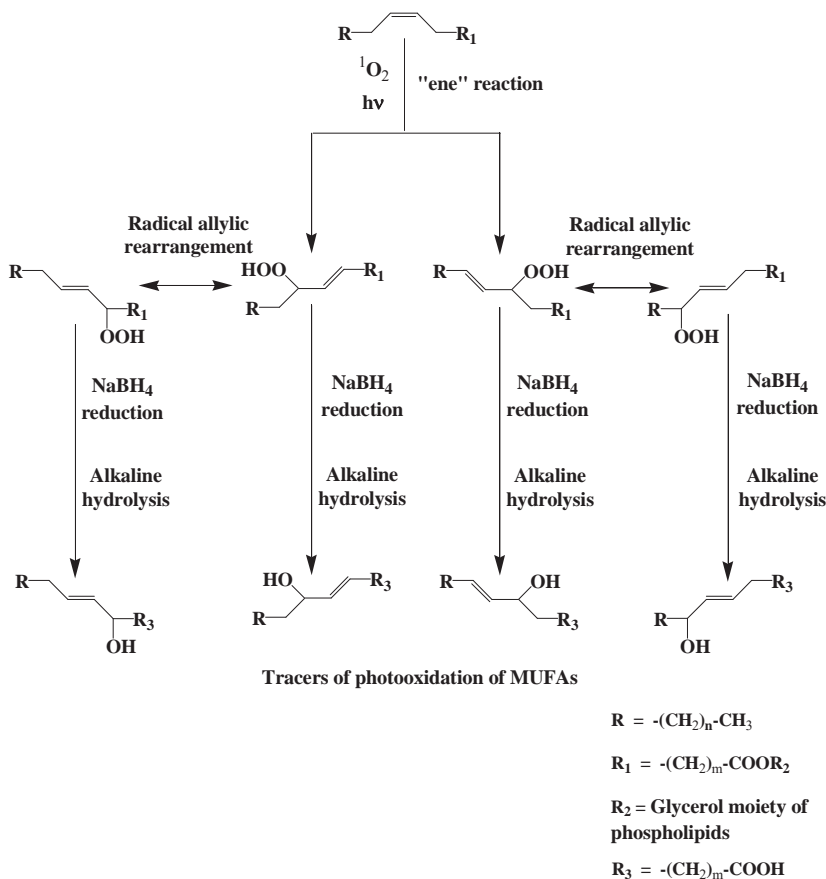 R R₁
¹O₂
"ene" reaction
hν
Radical allylic
rearrangement
Radical allylic
rearrangement
R
R₁
OOH
HOO
R₁
R
R
OOH
R₁
R₁
R
OOH
NaBH₄
reduction
NaBH₄
reduction
NaBH₄
reduction
NaBH₄
reduction
Alkaline
hydrolysis
Alkaline
hydrolysis
Alkaline
hydrolysis
Alkaline
hydrolysis
R
R₃
OH
HO
R₃
R
R
OH
R₃
R₃
R
OH
Tracers of photooxidation of MUFAs
R = -(CH₂)ₙ-CH₃
R₁ = -(CH₂)ₘ-COOR₂
R₂ = Glycerol moiety of
phospholipids
R₃ = -(CH₂)ₘ-COOH